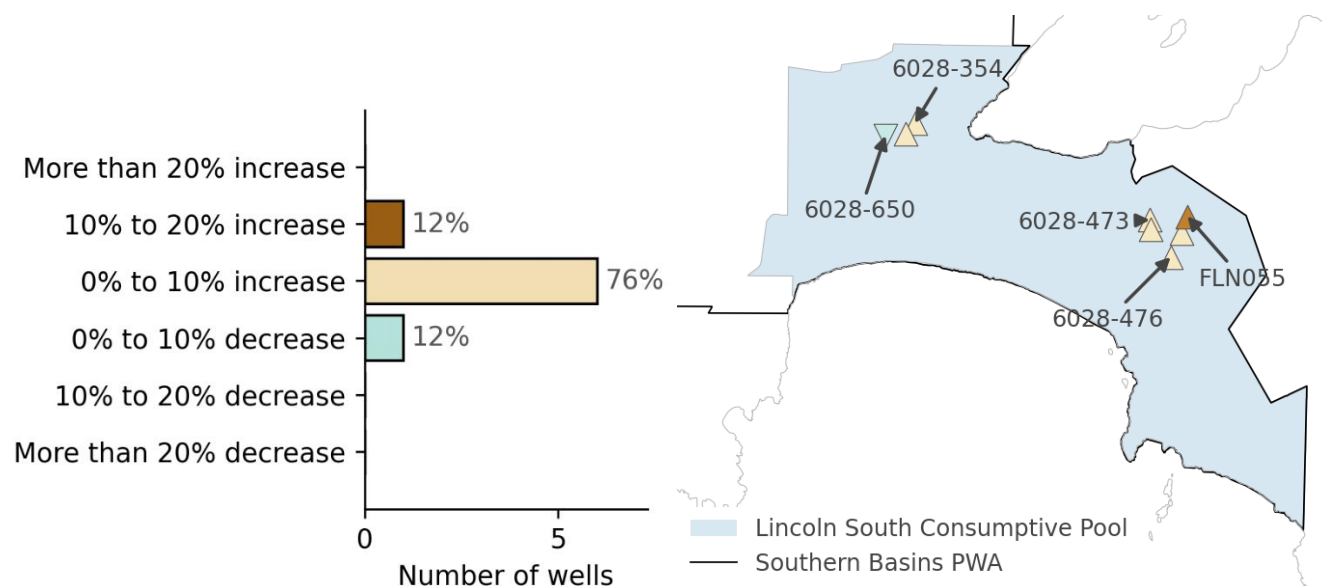 More than 20% increase
10% to 20% increase
12%
0% to 10% increase
76%
0% to 10% decrease
12%
10% to 20% decrease
More than 20% decrease
0
5
Number of wells
6028-354
6028-650
6028-473
FLN055
6028-476
Lincoln South Consumptive Pool
Southern Basins PWA